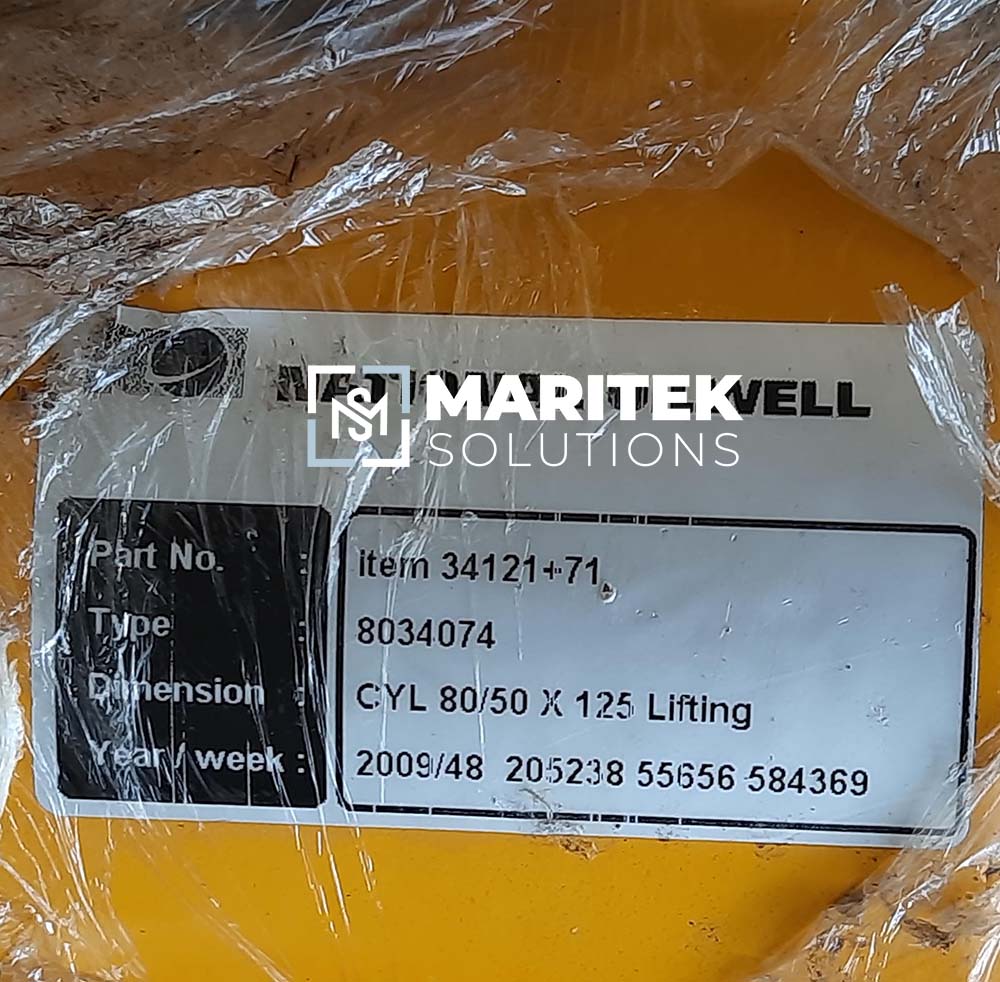 MARITEK
SOLUTIONS
Part No. : item 34121+71
Type : 8034074
Dimension : CYL 80/50 X 125 Lifting
Year / week : 2009/48 205238 55656 584369